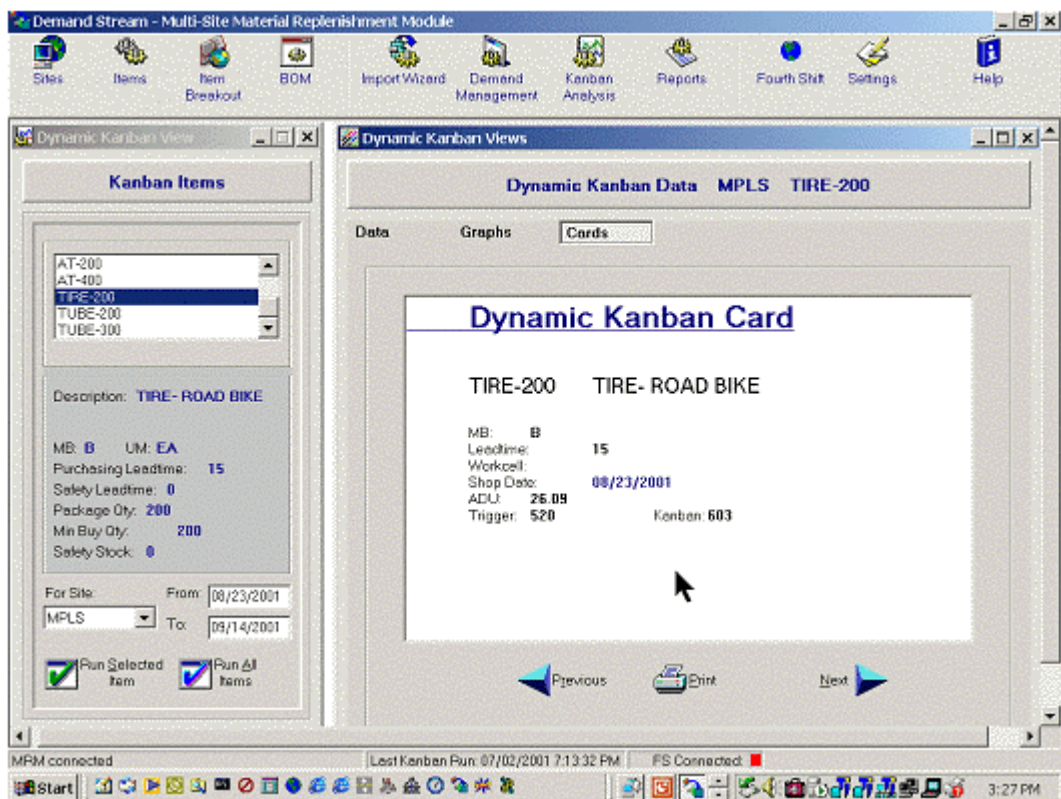 Demand Stream - Multi-Site Material Replenishment Module
Sites
Items
Item Breakout
BOM
Import Wizard
Demand Management
Kanban Analysis
Reports
Fourth Shift
Settings
Help
Dynamic Kanban View
Kanban Items
AT-200
AT-400
TIRE-200
TUBE-200
TUBE-300
Description: TIRE- ROAD BIKE
MB: B UM: EA
Purchasing Leadtime: 15
Safety Leadtime: 0
Package Qty: 200
Min Buy Qty: 200
Safety Stock: 0
For Site:
MPLS
From: 08/23/2001
To: 09/14/2001
Run Selected Item
Run All Items
Dynamic Kanban Views
Dynamic Kanban Data MPLS TIRE-200
Data Graphs Cards
Dynamic Kanban Card
TIRE-200 TIRE- ROAD BIKE
MB: B
Leadtime: 15
Workcell:
Shop Date: 08/23/2001
ADU: 26.09
Trigger: 520 Kanban: 603
Previous Print Next
MRM connected
Last Kanban Run: 07/02/2001 7:13:32 PM
FS Connected:
Start
3:27 PM